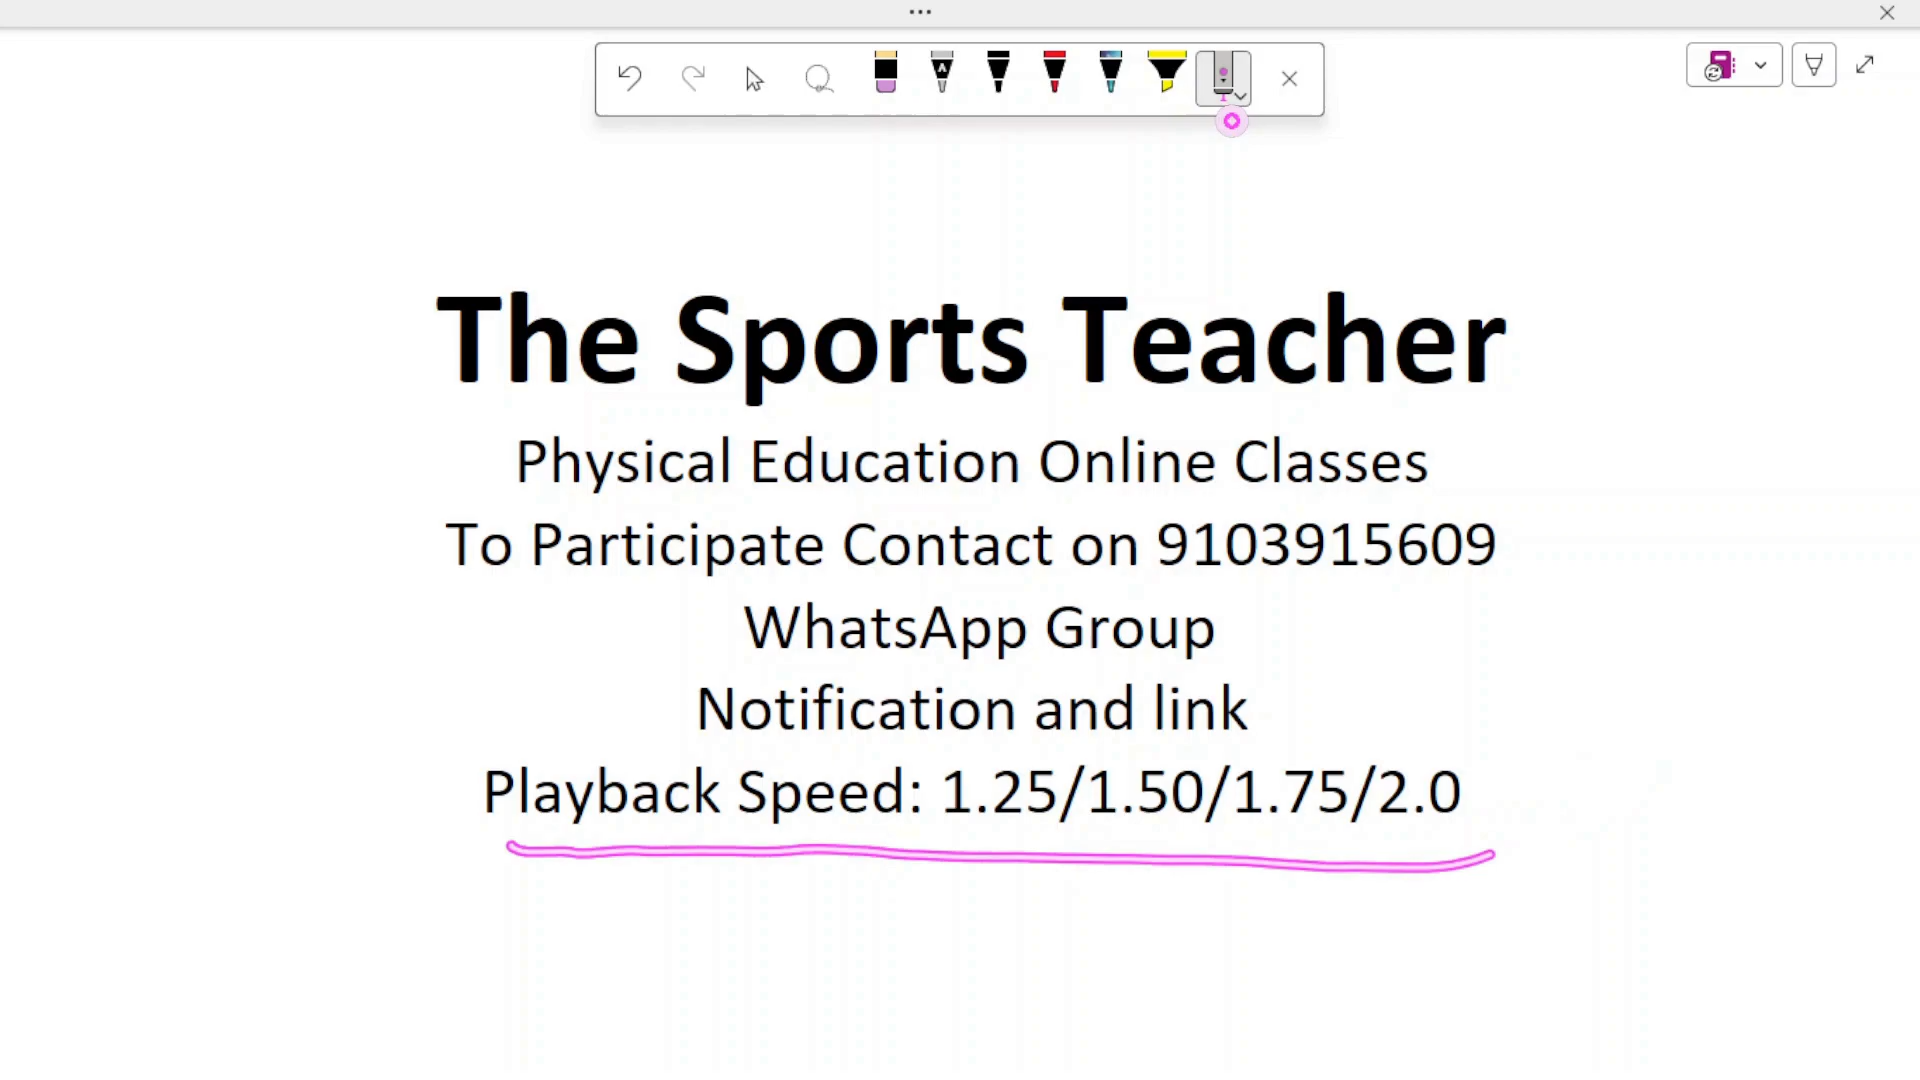 The Sports Teacher
Physical Education Online Classes
To Participate Contact on 9103915609
WhatsApp Group
Notification and link
Playback Speed: 1.25/1.50/1.75/2.0